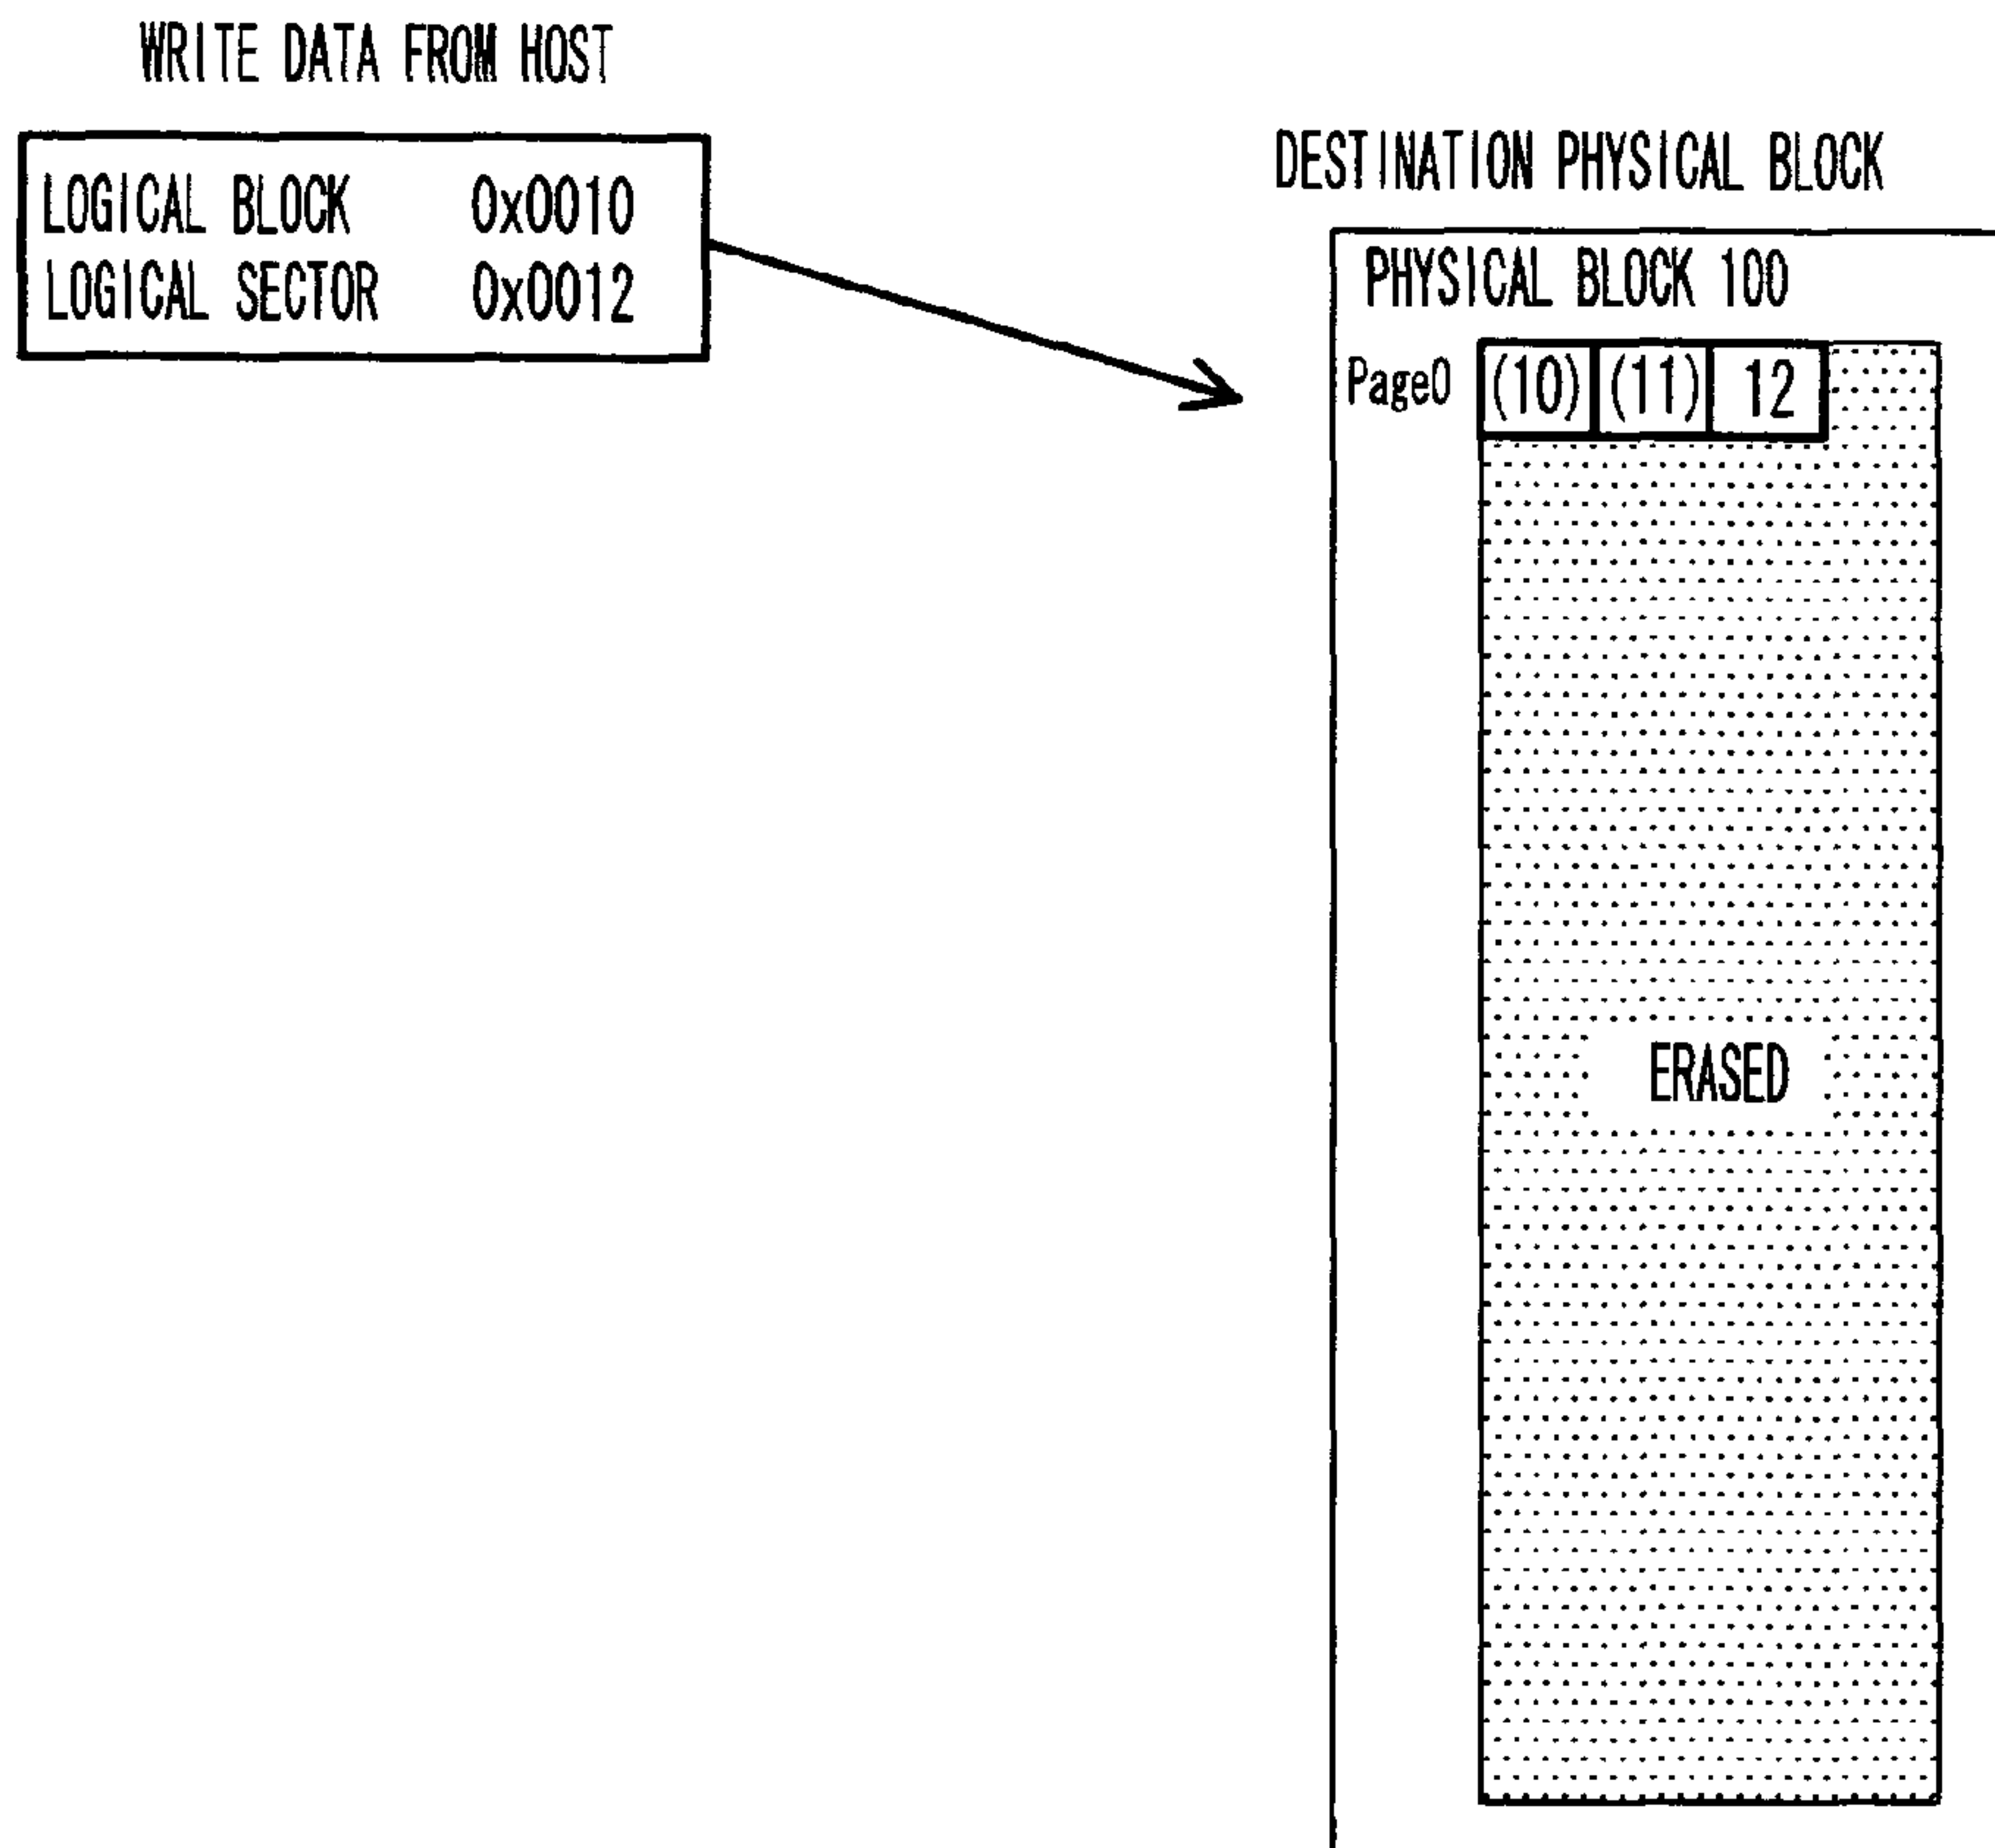 WRITE DATA FROM HOST
LOGICAL BLOCK 0x0010
LOGICAL SECTOR 0x0012
DESTINATION PHYSICAL BLOCK
PHYSICAL BLOCK 100
Page0 (10) (11) 12
ERASED